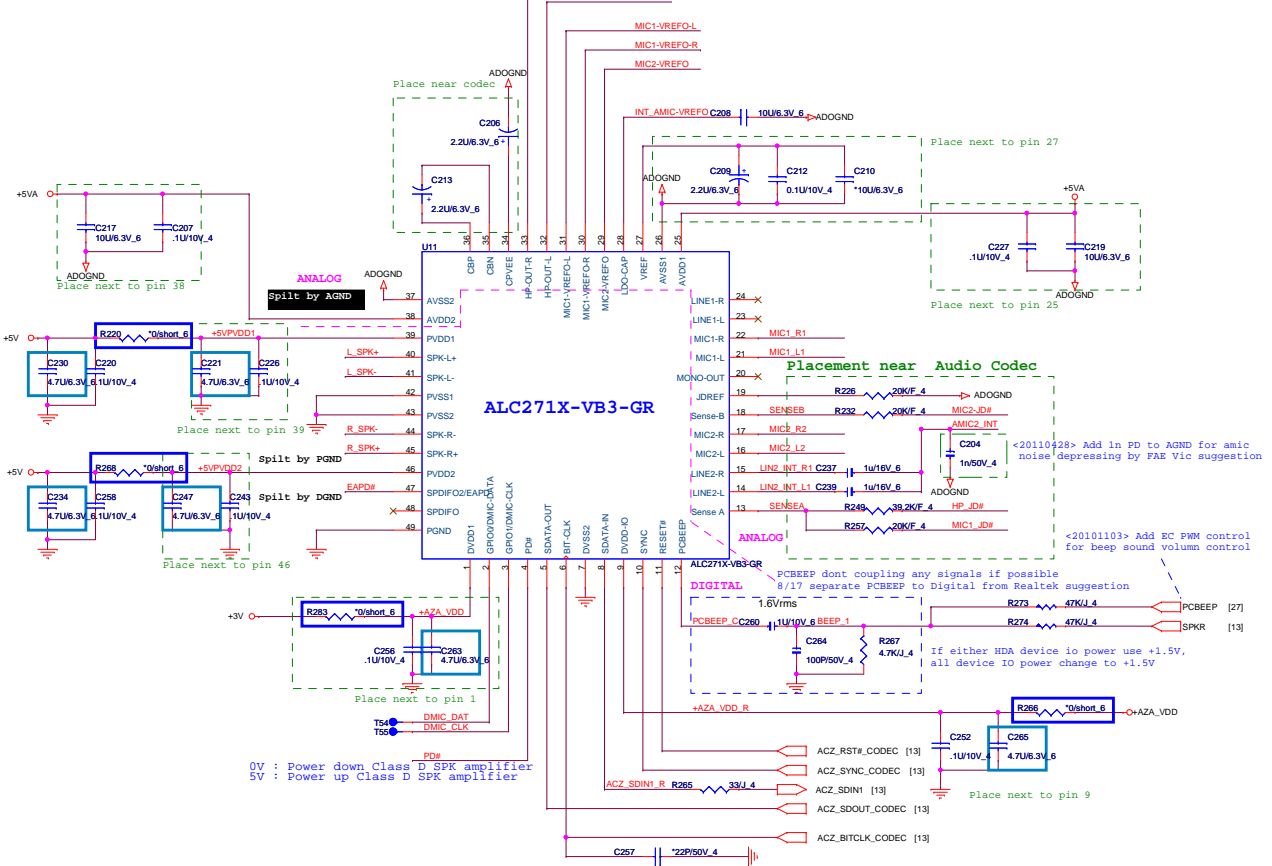 MIC1-VREFO-L
MIC1-VREFO-R
MIC2-VREFO
ADOGND
Place near codec
C206
2.2U/6.3V_6
C213
2.2U/6.3V_6
INT_AMIC-VREFO
C208
10U/6.3V_6
ADOGND
Place next to pin 27
C209
2.2U/6.3V_6
C212
0.1U/10V_4
C210
*10U/6.3V_6
ADOGND
+5VA
C217
10U/6.3V_6
C207
.1U/10V_4
ADOGND
Place next to pin 38
+5VA
C227
.1U/10V_4
C219
10U/6.3V_6
ADOGND
Place next to pin 25
ANALOG
Spilt by AGND
ADOGND
U11
36
35
34
33
32
31
30
29
28
27
26
25
CBP
CBN
CPVEE
HP-OUT-R
HP-OUT-L
MIC1-VREFO-L
MIC1-VREFO-R
MIC2-VREFO
LDO-CAP
VREF
AVSS1
AVDD1
37 AVSS2
38 AVDD2
39 PVDD1
40 SPK-L+
41 SPK-L-
42 PVSS1
43 PVSS2
44 SPK-R-
45 SPK-R+
46 PVDD2
47 SPDIFO2/EAPD
48 SPDIFO
49 PGND
ALC271X-VB3-GR
LINE1-R 24
LINE1-L 23
MIC1-R 22
MIC1-L 21
MONO-OUT 20
JDREF 19
Sense-B 18
MIC2-R 17
MIC2-L 16
LINE2-R 15
LINE2-L 14
Sense A 13
DVDD1
GPIO0/DMIC-DATA
GPIO1/DMIC-CLK
PD#
SDATA-OUT
BIT-CLK
DVSS2
SDATA-IN
DVDD-IO
SYNC
RESET#
PCBEEP
1
2
3
4
5
6
7
8
9
10
11
12
ALC271X-VB3-GR
+5V
R220
*0/short_6
+5VPVDD1
C230
4.7U/6.3V_6
C220
.1U/10V_4
C221
4.7U/6.3V_6
C226
.1U/10V_4
Place next to pin 39
L_SPK+
L_SPK-
R_SPK-
R_SPK+
Spilt by PGND
+5V
R268
*0/short_6
+5VPVDD2
EAPD#
Spilt by DGND
C234
4.7U/6.3V_6
C258
.1U/10V_4
C247
4.7U/6.3V_6
C243
.1U/10V_4
Place next to pin 46
MIC1_R1
MIC1_L1
Placement near Audio Codec
R226
20K/F_4
ADOGND
SENSEB
R232
20K/F_4
MIC2-JD#
MIC2_R2
MIC2_L2
AMIC2_INT
C204
1n/50V_4
ADOGND
<20110428> Add 1n PD to AGND for amic
noise depressing by FAE Vic suggestion
LIN2_INT_R1
C237
1u/16V_6
LIN2_INT_L1
C239
1u/16V_6
SENSEA
R249
39.2K/F_4
HP_JD#
R257
20K/F_4
MIC1_JD#
ANALOG
<20101103> Add EC PWM control
for beep sound volumn control
PCBEEP dont coupling any signals if possible
8/17 separate PCBEEP to Digital from Realtek suggestion
DIGITAL
1.6Vrms
PCBEEP_C
C260
.1U/10V_6
BEEP_1
C264
100P/50V_4
R267
4.7K/J_4
R273
47K/J_4
PCBEEP [27]
R274
47K/J_4
SPKR [13]
If either HDA device io power use +1.5V,
all device IO power change to +1.5V
+3V
R283
*0/short_6
+AZA_VDD
C256
.1U/10V_4
C263
4.7U/6.3V_6
Place next to pin 1
T54
DMIC_DAT
T55
DMIC_CLK
PD#
0V : Power down Class D SPK amplifier
5V : Power up Class D SPK amplifier
+AZA_VDD_R
R266
*0/short_6
+AZA_VDD
C252
.1U/10V_4
C265
4.7U/6.3V_6
Place next to pin 9
ACZ_RST#_CODEC [13]
ACZ_SYNC_CODEC [13]
ACZ_SDIN1_R
R265
33/J_4
ACZ_SDIN1 [13]
ACZ_SDOUT_CODEC [13]
ACZ_BITCLK_CODEC [13]
C257
*22P/50V_4